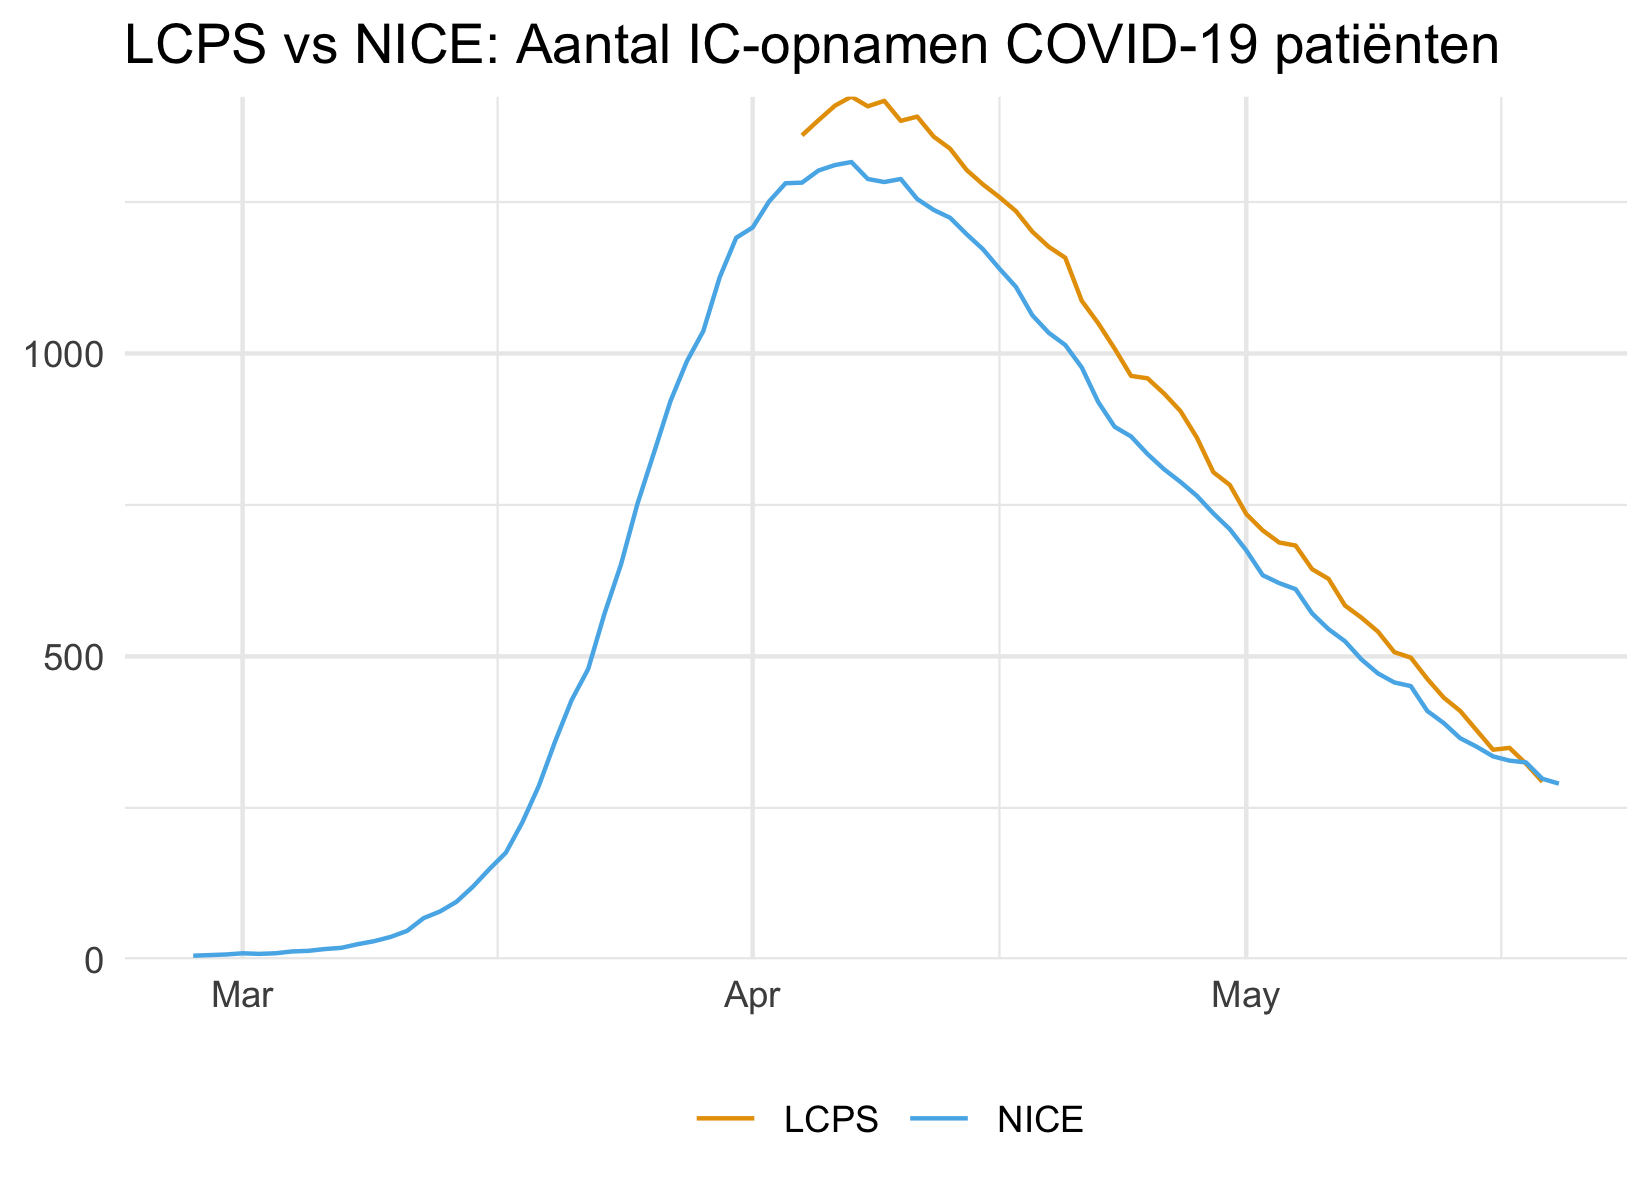 LCPS vs NICE: Aantal IC-opnamen COVID-19 patiënten
1000
500
0
Mar Apr May
LCPS NICE